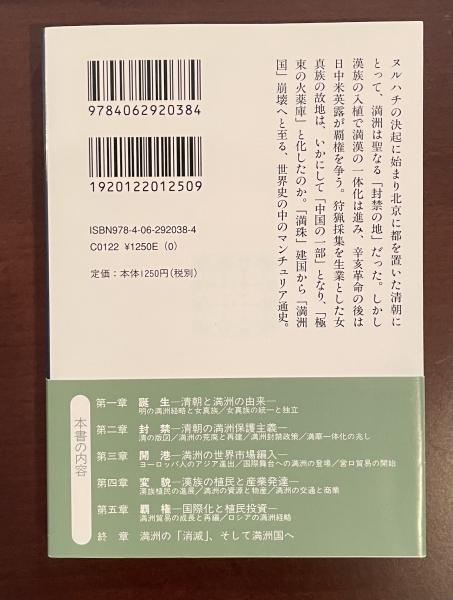 ヌルハチの決起に始まり北京に都を置いた清朝に
とって、満洲は聖なる「封禁の地」だった。しかし
漢族の入植で満漢の一体化は進み、辛亥革命の後は
日中米英露が覇権を争う。狩猟採集を生業とした女
真族の故地は、いかにして「中国の一部」となり、「極
東の火薬庫」と化したのか。「満珠」建国から「満洲
国」崩壊へと至る、世界史の中のマンチュリア通史。
9784062920384
1920122012509
ISBN978-4-06-292038-4
C0122 ¥1250E (0)
定価:本体1250円(税別)
本書の内容
第一章 誕 生―清朝と満洲の由来―
明の満洲経略と女真族/女真族の統一と独立
第二章 封 禁―清朝の満洲保護主義―
清の版図/満洲の荒廃と再建/満洲封禁政策/満華一体化の兆し
第三章 開 港―満洲の世界市場編入―
ヨーロッパ人のアジア進出/国際舞台への満洲の登場/営口貿易の開始
第四章 変 貌―漢族の植民と産業発達―
漢族植民の進展/満洲の資源と物産/満洲の交通と商業
第五章 覇 権―国際化と植民投資―
満洲貿易の成長と再編/ロシアの満洲経略
終 章 満洲の「消滅」、そして満洲国へ